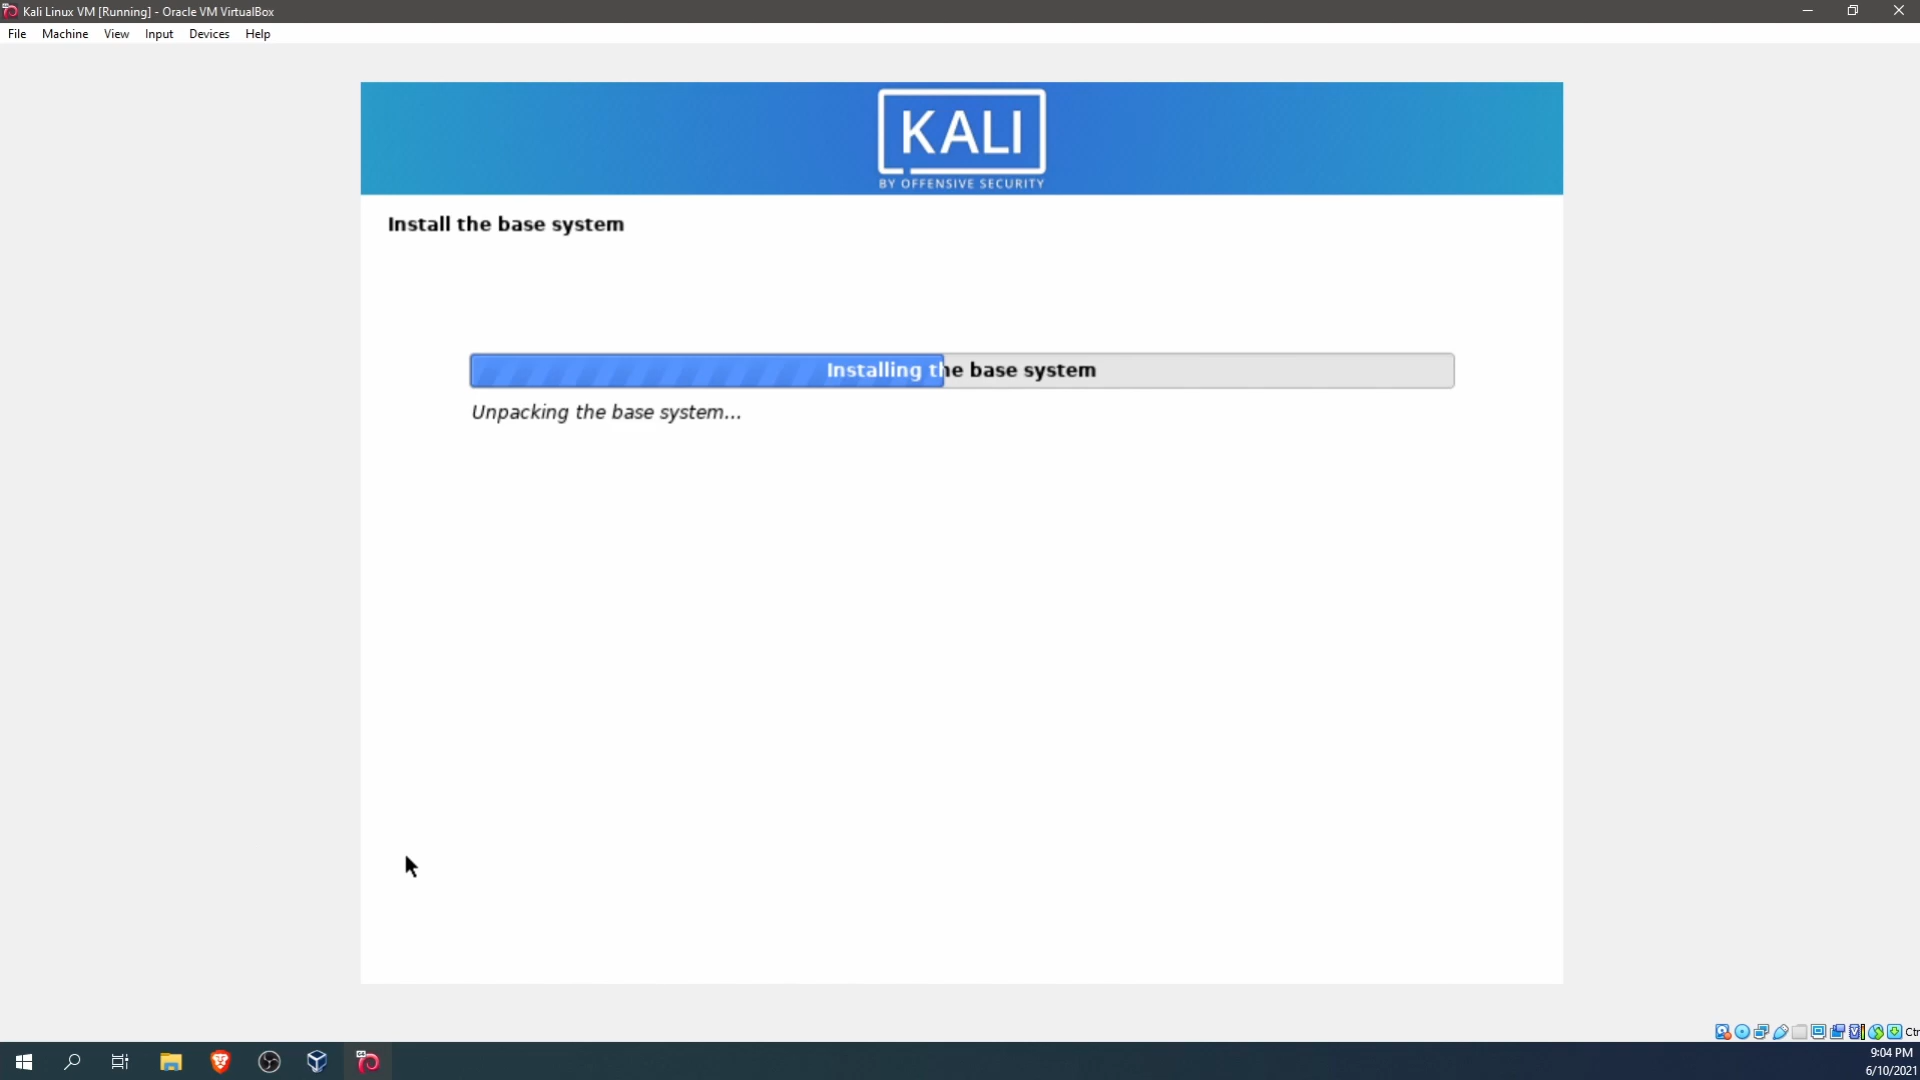 Kali Linux VM [Running] - Oracle VM VirtualBox
File Machine View Input Devices Help
KALI
BY OFFENSIVE SECURITY
Install the base system
Installing the base system
Unpacking the base system...
Ctr
9:04 PM
6/10/2021